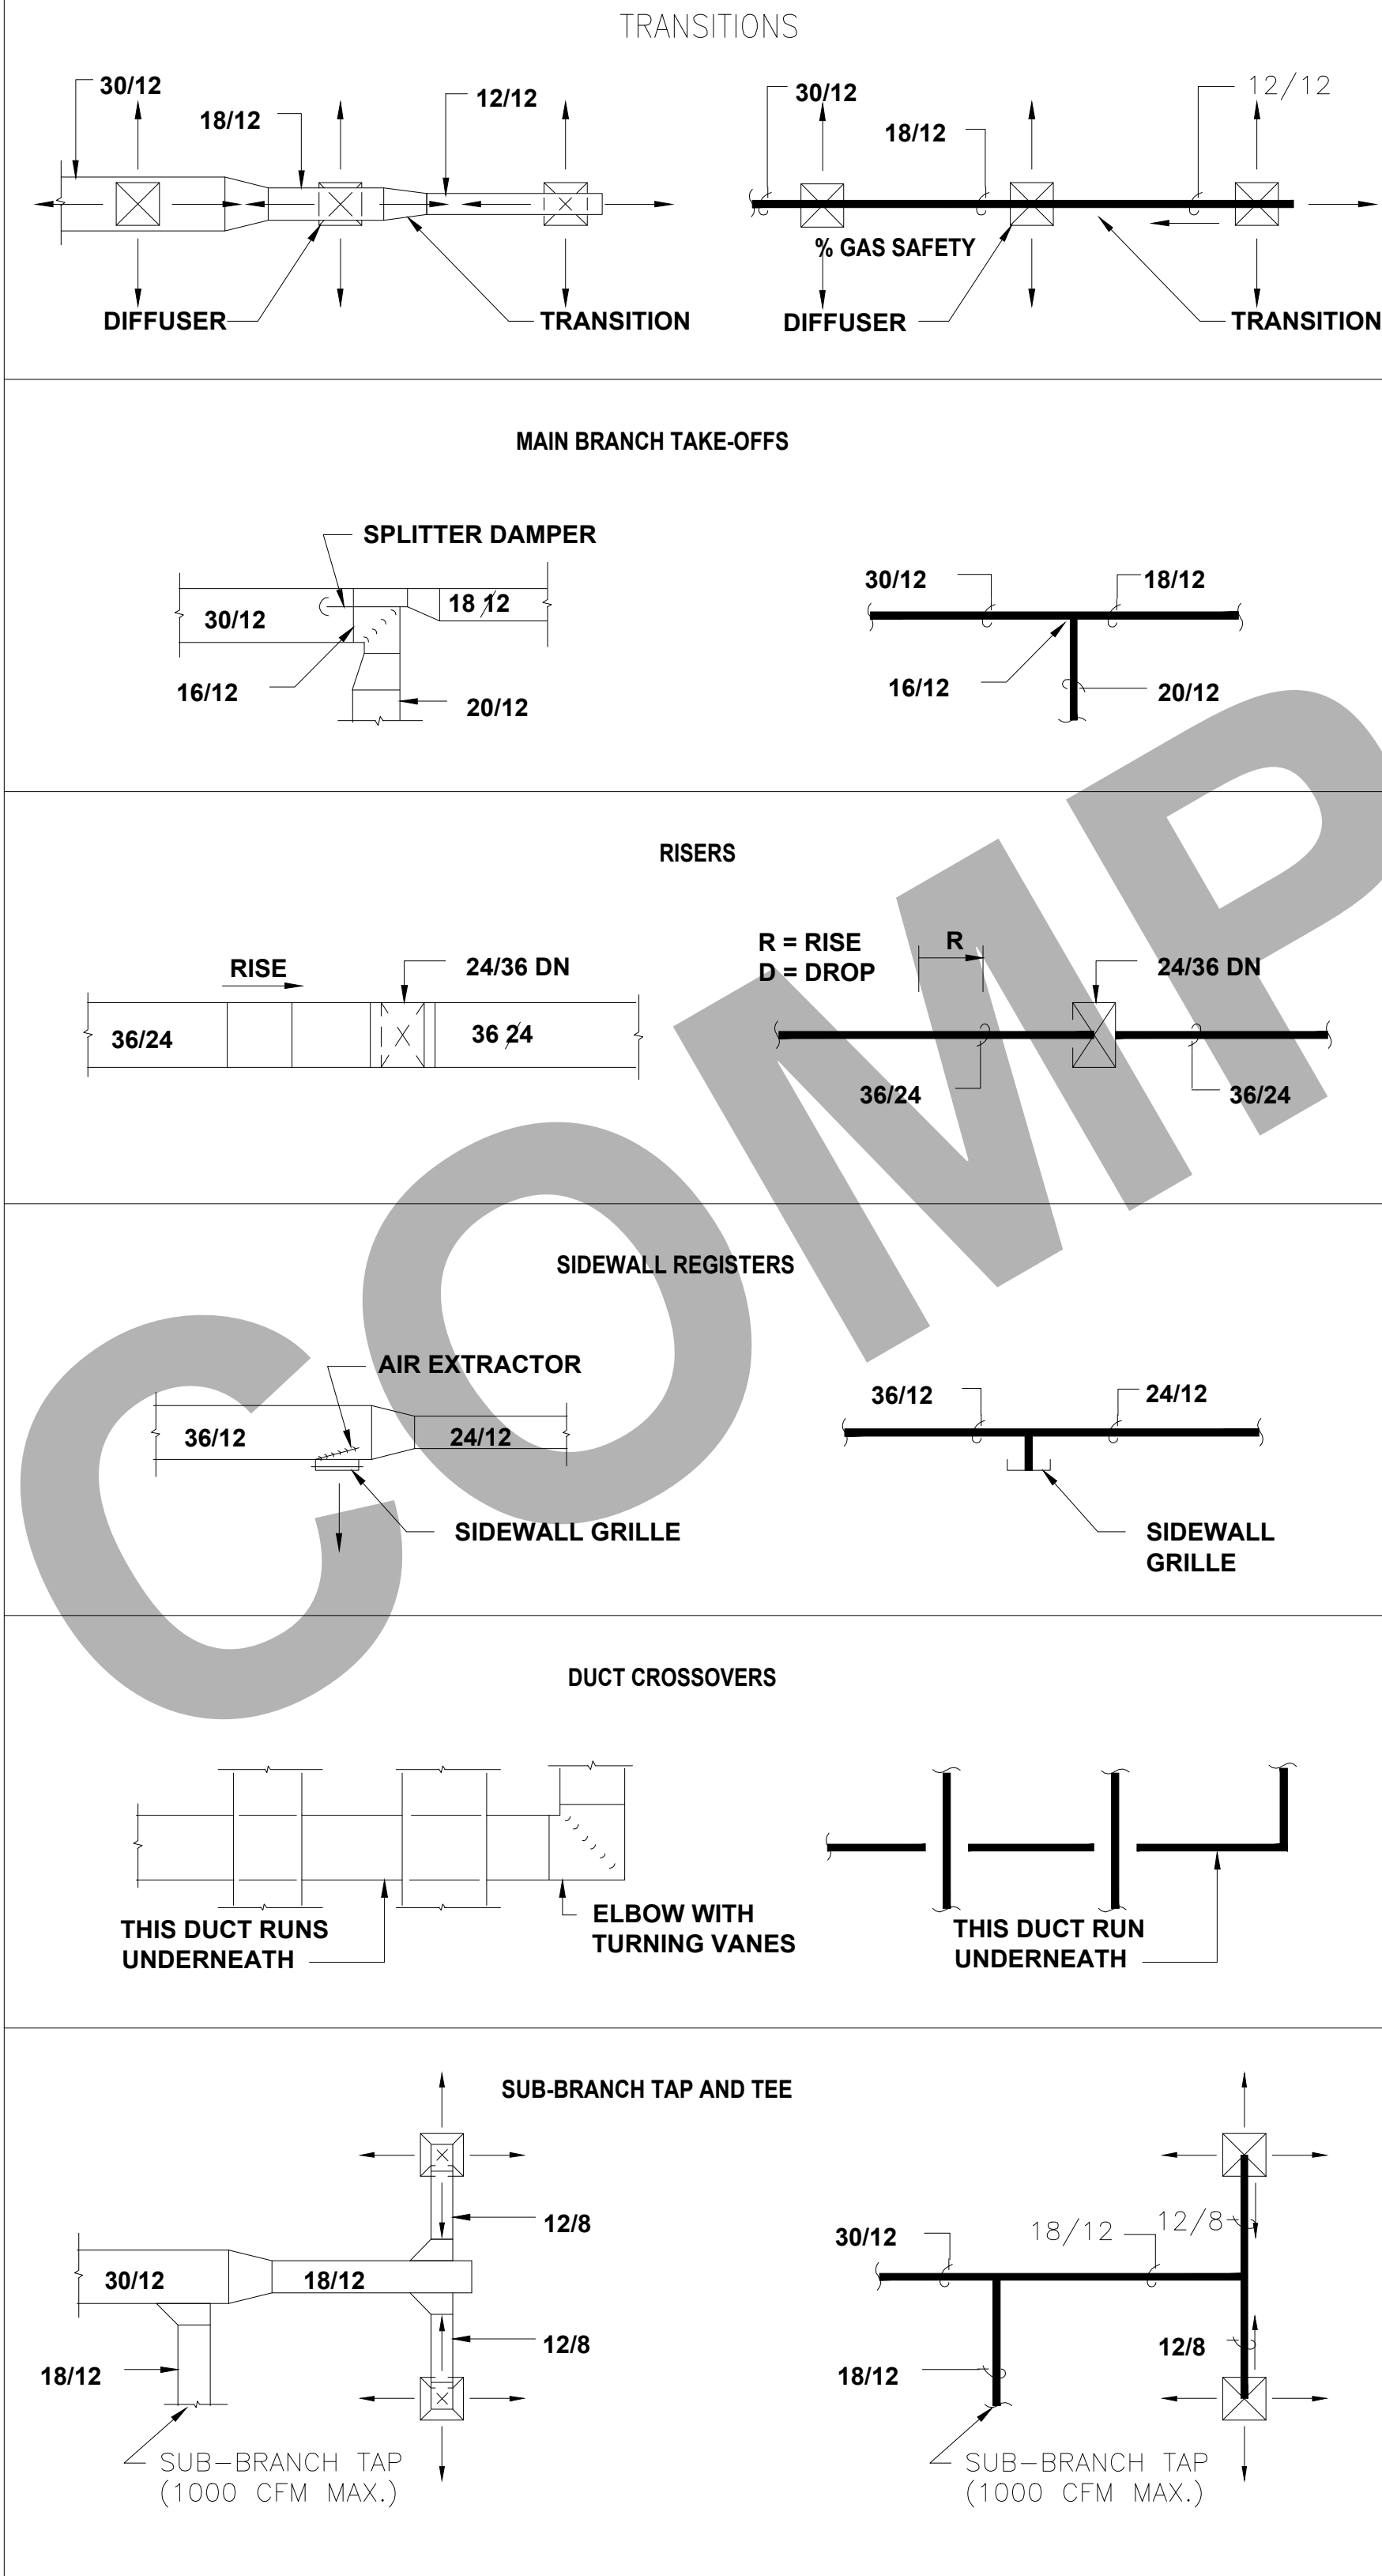 TRANSITIONS
30/12
18/12
12/12
DIFFUSER
TRANSITION
30/12
18/12
12/12
% GAS SAFETY
DIFFUSER
TRANSITION
MAIN BRANCH TAKE-OFFS
SPLITTER DAMPER
30/12
18/12
16/12
20/12
30/12
18/12
16/12
20/12
RISERS
RISE
24/36 DN
36/24
36/24
R = RISE
D = DROP
R
24/36 DN
36/24
36/24
SIDEWALL REGISTERS
AIR EXTRACTOR
36/12
24/12
SIDEWALL GRILLE
36/12
24/12
SIDEWALL
GRILLE
DUCT CROSSOVERS
THIS DUCT RUNS
UNDERNEATH
ELBOW WITH
TURNING VANES
THIS DUCT RUN
UNDERNEATH
SUB-BRANCH TAP AND TEE
12/8
30/12
18/12
12/8
18/12
SUB-BRANCH TAP
(1000 CFM MAX.)
30/12
18/12
12/8
12/8
18/12
SUB-BRANCH TAP
(1000 CFM MAX.)
COMP